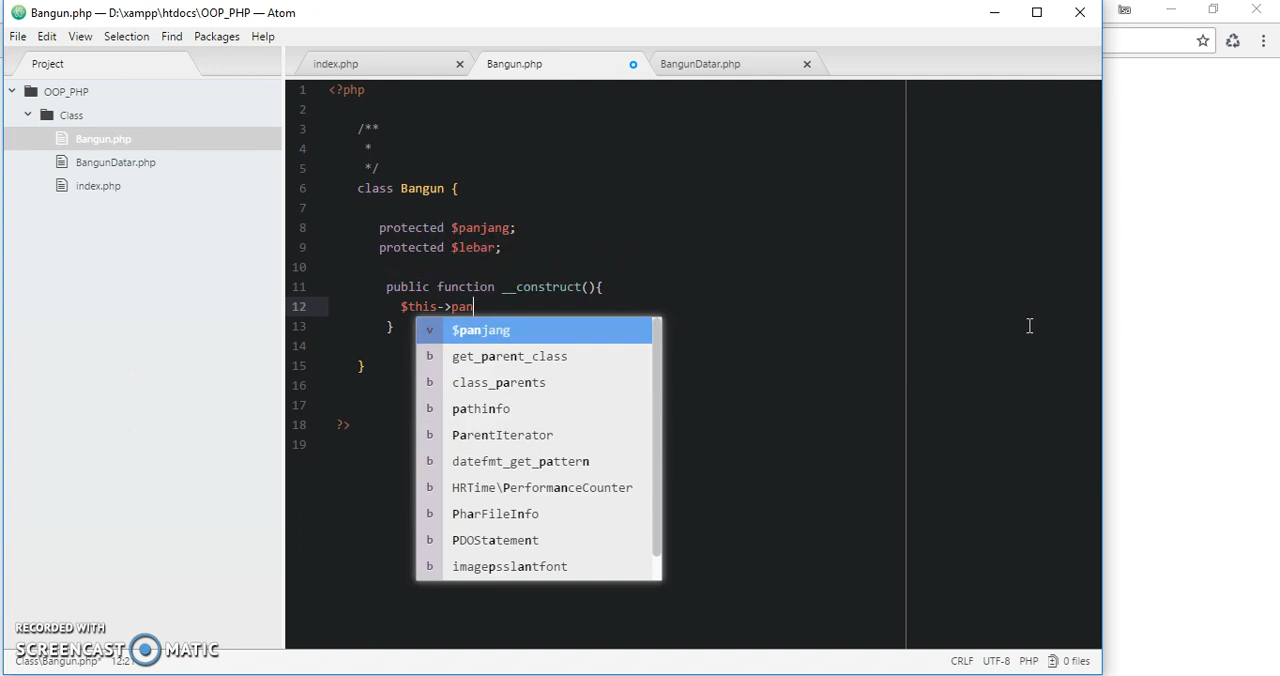 Bangun.php — D:\xampp\htdocs\OOP_PHP — Atom
File Edit View Selection Find Packages Help
Project
index.php
Bangun.php
BangunDatar.php
OOP_PHP
Class
Bangun.php
BangunDatar.php
index.php
1 <?php
2
3 /**
4 *
5 */
6 class Bangun {
7
8 protected $panjang;
9 protected $lebar;
10
11 public function __construct(){
12 $this->pan
13 }
14
15 }
16
17
18 ?>
19
v $panjang
b get_parent_class
b class_parents
b pathinfo
b ParentIterator
b datefmt_get_pattern
b HRTime\PerformanceCounter
b PharFileInfo
b PDOStatement
b imagepsslantfont
RECORDED WITH
SCREENCAST MATIC
Class\Bangun.php* 12:21
CRLF UTF-8 PHP 0 files